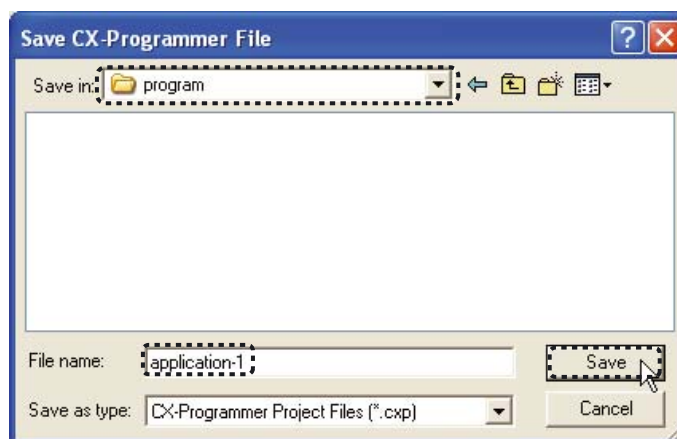 Save CX-Programmer File
Save in: program
File name: application-1 Save
Save as type: CX-Programmer Project Files (*.cxp) Cancel